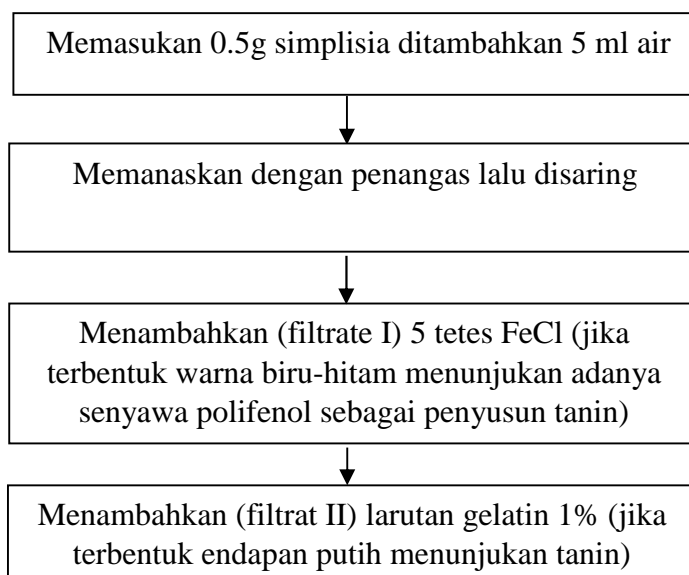 Memasukan 0.5g simplisia ditambahkan 5 ml air
Memanaskan dengan penangas lalu disaring
Menambahkan (filtrate I) 5 tetes FeCl (jika
terbentuk warna biru-hitam menunjukan adanya
senyawa polifenol sebagai penyusun tanin)
Menambahkan (filtrat II) larutan gelatin 1% (jika
terbentuk endapan putih menunjukan tanin)